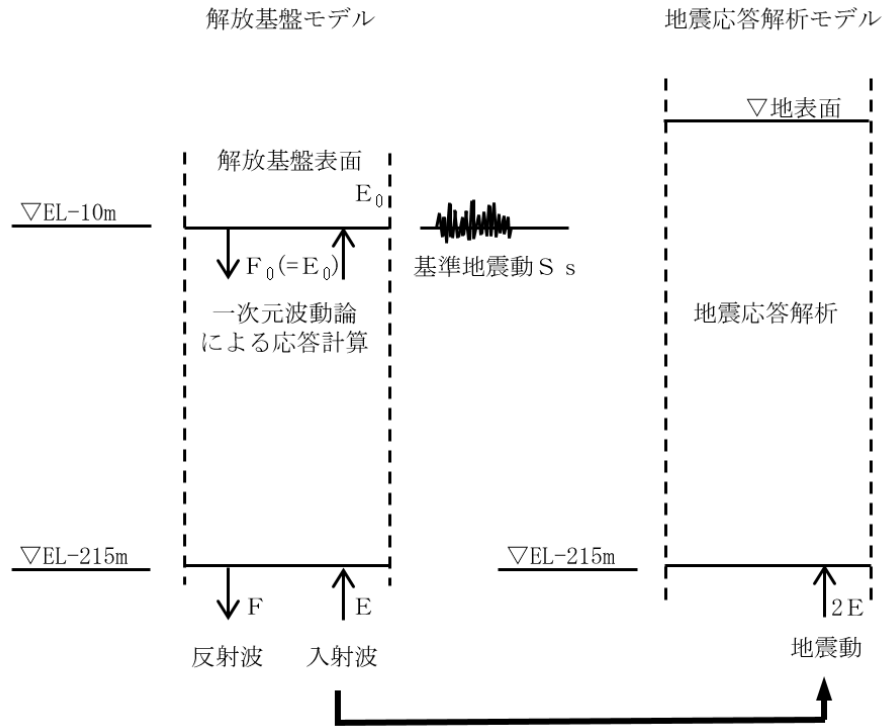 解放基盤モデル
地震応答解析モデル
▽地表面
解放基盤表面
E₀
▽EL-10m
F₀(=E₀)
基準地震動Ｓｓ
一次元波動論
による応答計算
地震応答解析
▽EL-215m
▽EL-215m
F
E
2E
反射波
入射波
地震動